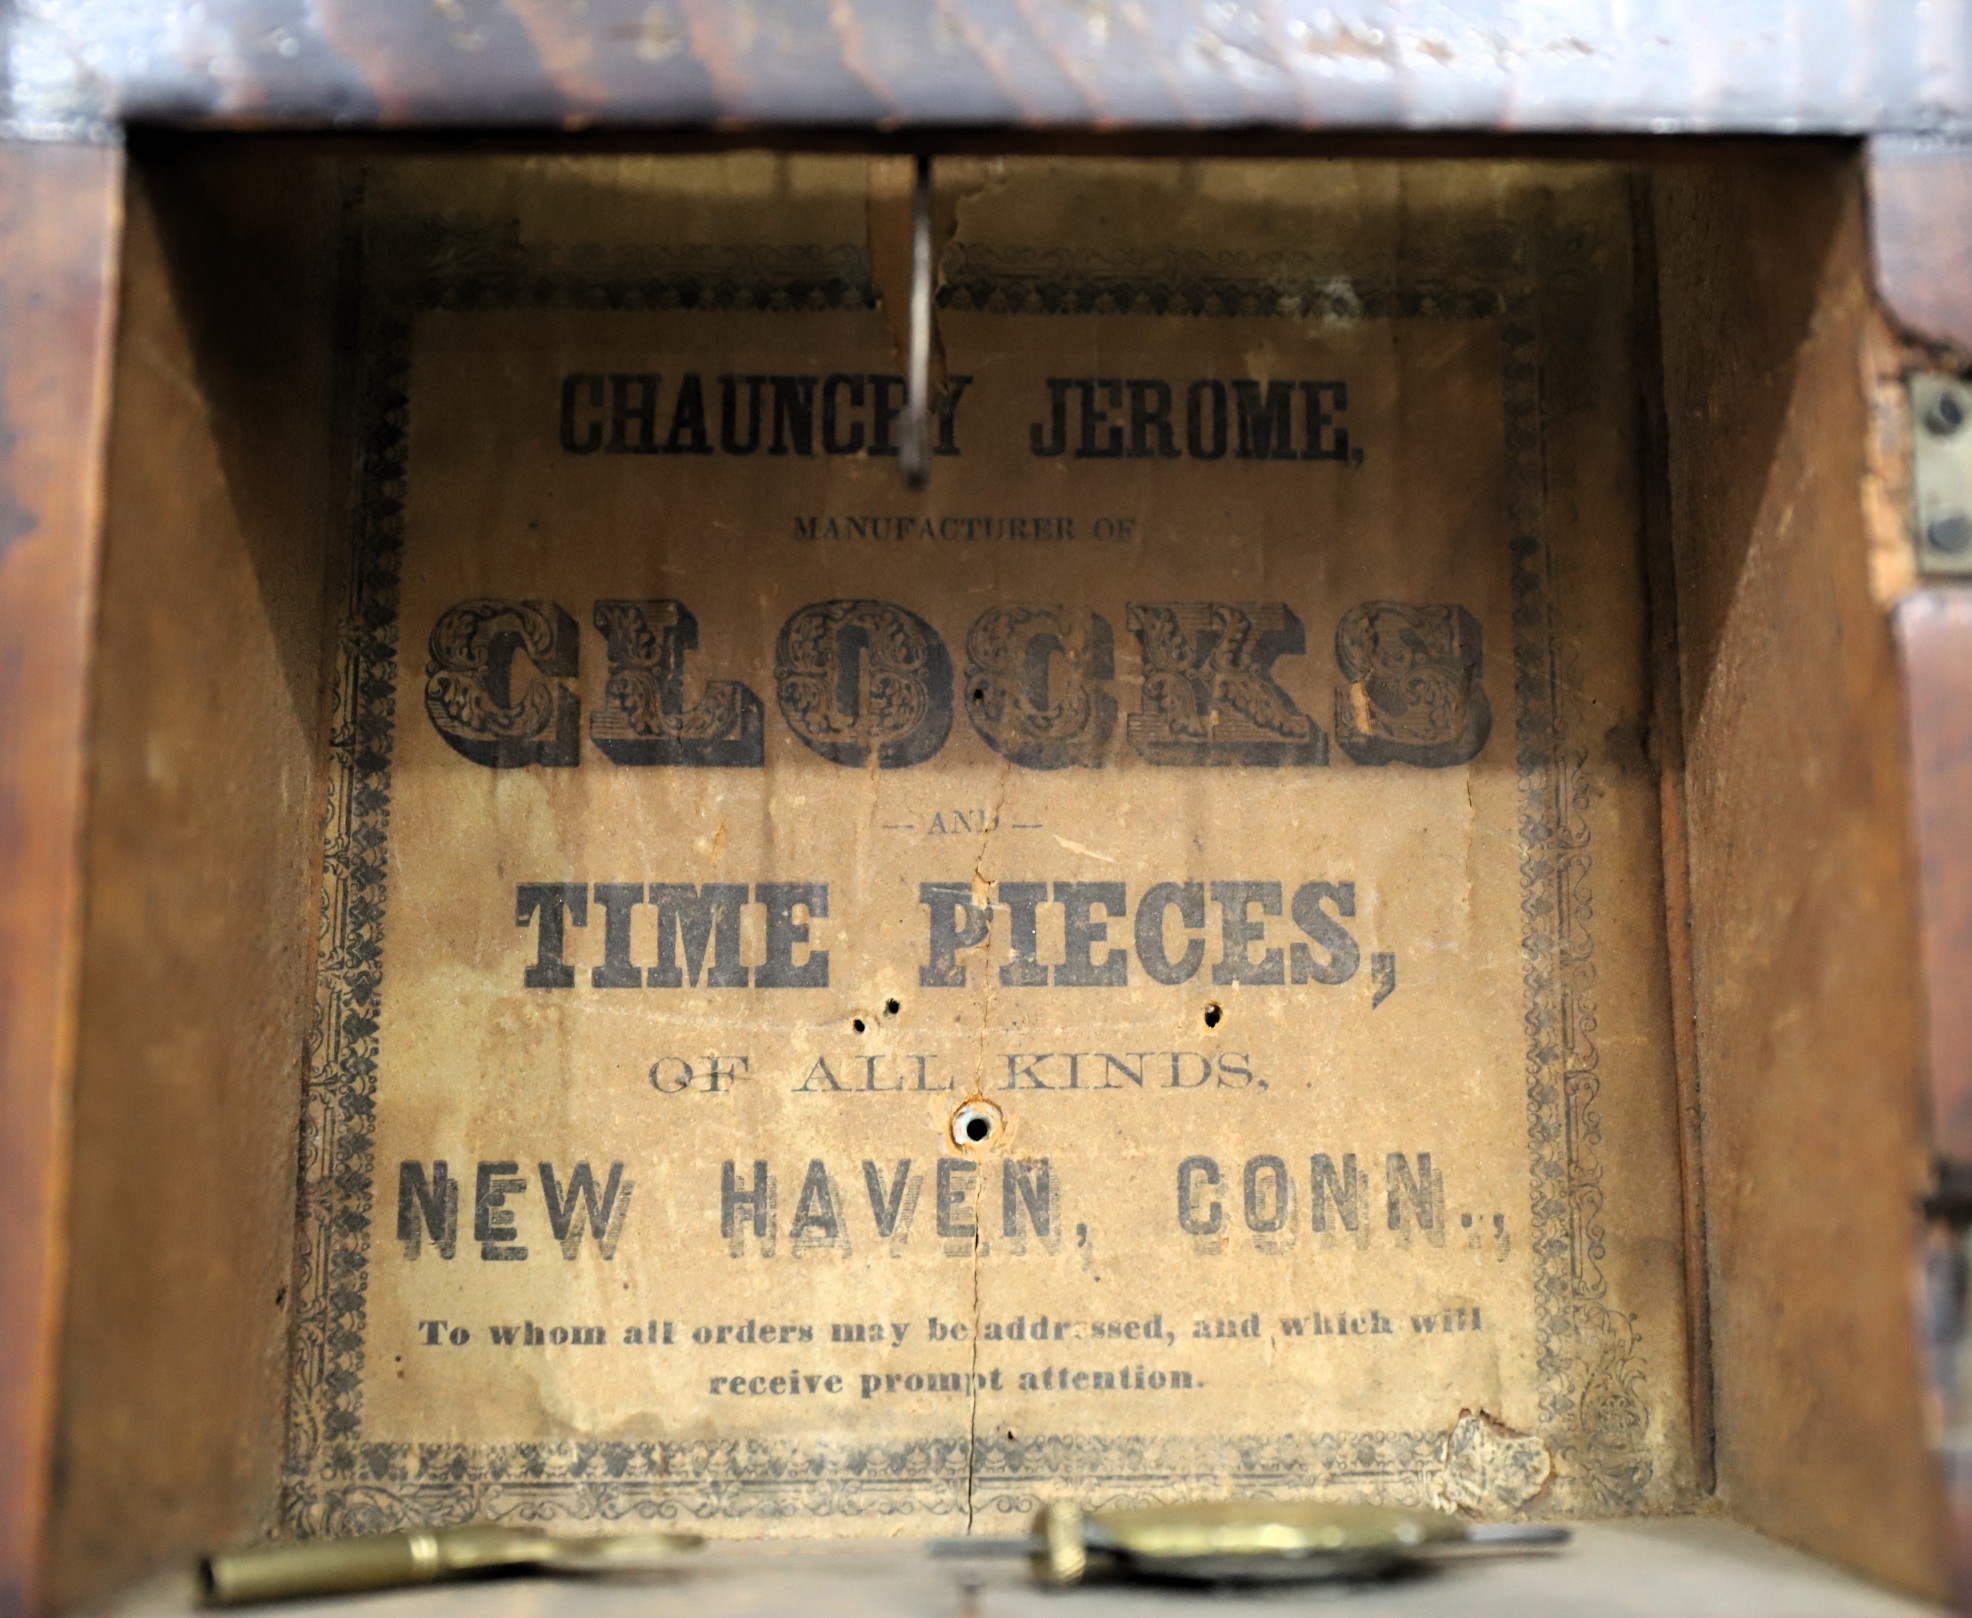 CHAUNCEY JEROME,
MANUFACTURER OF
CLOCKS
— AND —
TIME PIECES,
OF ALL KINDS,
NEW HAVEN, CONN.,
To whom all orders may be addressed, and which will
receive prompt attention.